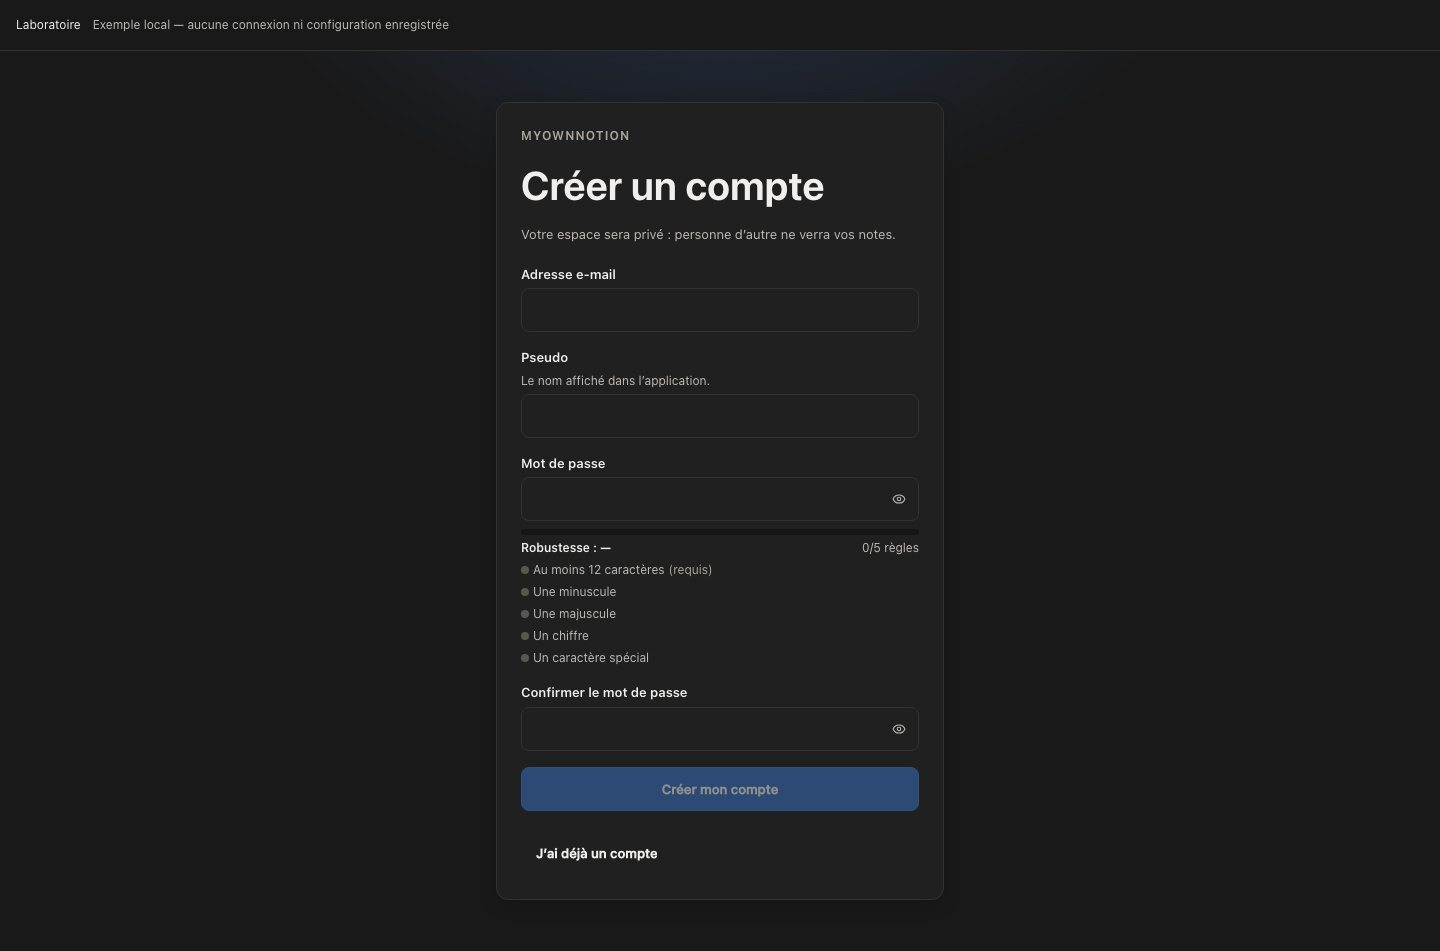 Laboratoire Exemple local — aucune connexion ni configuration enregistrée
MYOWNNOTION
Créer un compte
Votre espace sera privé : personne d’autre ne verra vos notes.
Adresse e-mail
Pseudo
Le nom affiché dans l’application.
Mot de passe
Robustesse : — 0/5 règles
Au moins 12 caractères (requis)
Une minuscule
Une majuscule
Un chiffre
Un caractère spécial
Confirmer le mot de passe
Créer mon compte
J’ai déjà un compte